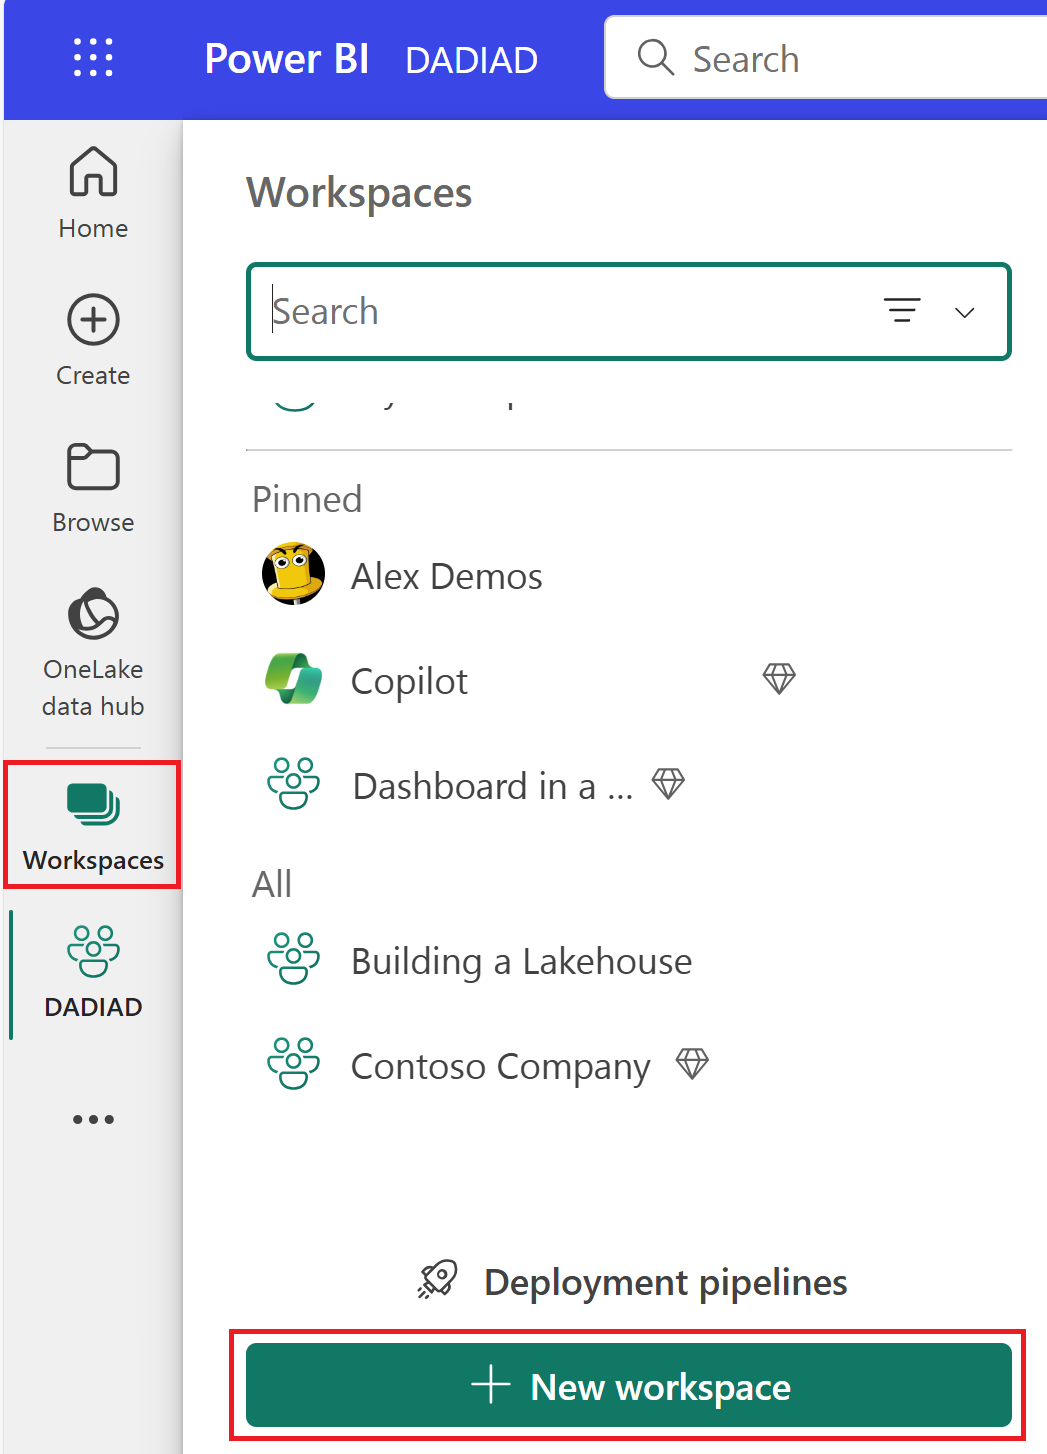 Power BI DADIAD Search
Home
Create
Browse
OneLake
data hub
Workspaces
DADIAD
Workspaces
Search
Pinned
Alex Demos
Copilot
Dashboard in a ...
All
Building a Lakehouse
Contoso Company
Deployment pipelines
New workspace